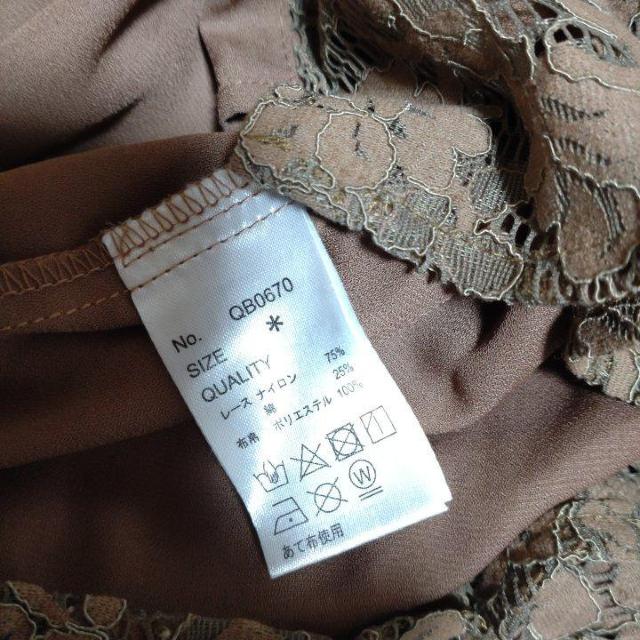 No. QB0670
SIZE *
QUALITY
レース ナイロン 75%
綿 25%
布帛 ポリエステル 100%
W
あて布使用